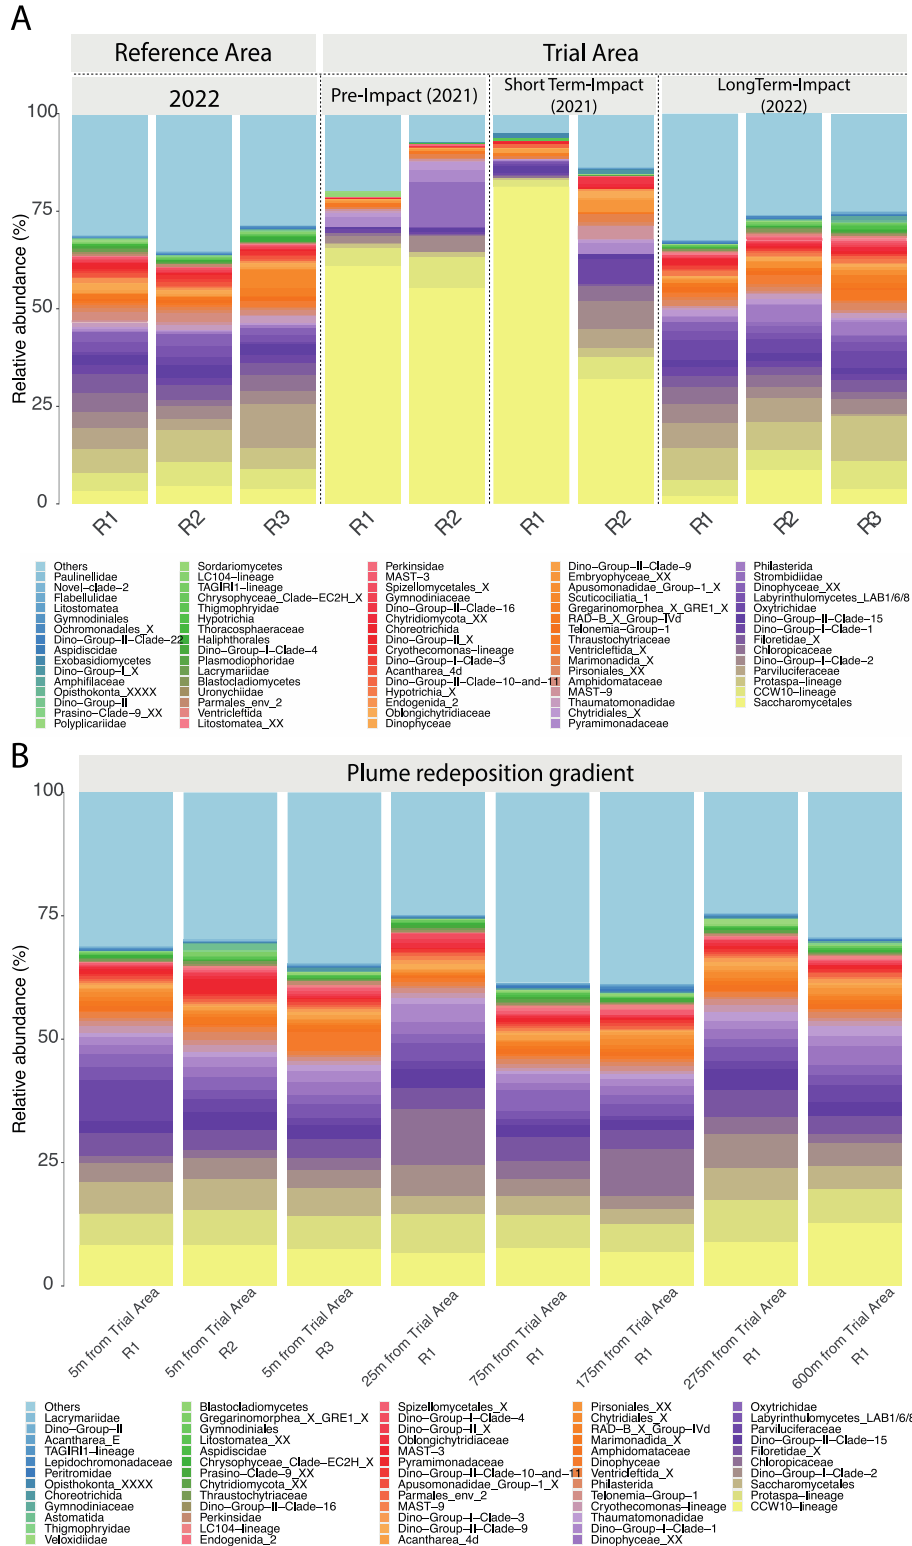 A
Reference Area
Trial Area
2022
Pre-Impact (2021)
Short Term-Impact
(2021)
LongTerm-Impact
(2022)
Relative abundance (%)
100
75
50
25
0
R1
R2
R3
R1
R2
R1
R2
R1
R2
R3
Others
Paulinellidae
Novel-clade-2
Flabellulidae
Litostomatea
Gymnodiniales
Ochromonadales_X
Dino-Group-II-Clade-22
Aspidiscidae
Exobasidiomycetes
Dino-Group-I_X
Amphifilaceae
Opisthokonta_XXXX
Dino-Group-II
Prasino-Clade-9_XX
Polyplicariidae
Sordariomycetes
LC104-lineage
TAGIRI1-lineage
Chrysophyceae_Clade-EC2H_X
Thigmophryidae
Hypotrichia
Thoracosphaeraceae
Haliphthorales
Dino-Group-I-Clade-4
Plasmodiophoridae
Lacrymariidae
Blastocladiomycetes
Uronychiidae
Parmales_env_2
Ventricleftida
Litostomatea_XX
Perkinsidae
MAST-3
Spizellomycetales_X
Gymnodiniaceae
Dino-Group-II-Clade-16
Chytridiomycota_XX
Choreotrichida
Dino-Group-II_X
Cryothecomonas-lineage
Dino-Group-I-Clade-3
Acantharea_4d
Dino-Group-II-Clade-10-and-11
Hypotrichia_X
Endogenida_2
Oblongichytridiaceae
Dinophyceae
Dino-Group-II-Clade-9
Embryophyceae_XX
Apusomonadidae_Group-1_X
Scuticociliatia_1
Gregarinomorphea_X_GRE1_X
RAD-B_X_Group-IVd
Telonemia-Group-1
Thraustochytriaceae
Ventricleftida_X
Marimonadida_X
Pirsoniales_XX
Amphidomataceae
MAST-9
Thaumatomonadidae
Chytridiales_X
Pyramimonadaceae
Philasterida
Strombidiidae
Dinophyceae_XX
Labyrinthulomycetes_LAB1/6/8
Oxytrichidae
Dino-Group-II-Clade-15
Dino-Group-I-Clade-1
Filoretidae_X
Chloropicaceae
Dino-Group-I-Clade-2
Parviluciferaceae
Protaspa-lineage
CCW10-lineage
Saccharomycetales
B
Plume redeposition gradient
Relative abundance (%)
100
75
50
25
0
5m from Trial Area
R1
5m from Trial Area
R2
5m from Trial Area
R3
25m from Trial Area
R1
75m from Trial Area
R1
175m from Trial Area
R1
275m from Trial Area
R1
600m from Trial Area
R1
Others
Lacrymariidae
Dino-Group-II
Acantharea_E
TAGIRI1-lineage
Lepidochromonadaceae
Peritromidae
Opisthokonta_XXXX
Choreotrichida
Gymnodiniaceae
Astomatida
Thigmophryidae
Veloxidiidae
Blastocladiomycetes
Gregarinomorphea_X_GRE1_X
Gymnodiniales
Litostomatea_XX
Aspidiscidae
Chrysophyceae_Clade-EC2H_X
Prasino-Clade-9_XX
Chytridiomycota_XX
Thraustochytriaceae
Dino-Group-II-Clade-16
Perkinsidae
LC104-lineage
Endogenida_2
Spizellomycetales_X
Dino-Group-I-Clade-4
Dino-Group-II_X
Oblongichytridiaceae
MAST-3
Pyramimonadaceae
Dino-Group-II-Clade-10-and-11
Apusomonadidae_Group-1_X
Parmales_env_2
MAST-9
Dino-Group-I-Clade-3
Dino-Group-II-Clade-9
Acantharea_4d
Pirsoniales_XX
Chytridiales_X
RAD-B_X_Group-IVd
Marimonadida_X
Amphidomataceae
Dinophyceae
Ventricleftida_X
Philasterida
Telonemia-Group-1
Cryothecomonas-lineage
Thaumatomonadidae
Dino-Group-I-Clade-1
Dinophyceae_XX
Oxytrichidae
Labyrinthulomycetes_LAB1/6/8
Parviluciferaceae
Dino-Group-II-Clade-15
Filoretidae_X
Chloropicaceae
Dino-Group-I-Clade-2
Saccharomycetales
Protaspa-lineage
CCW10-lineage